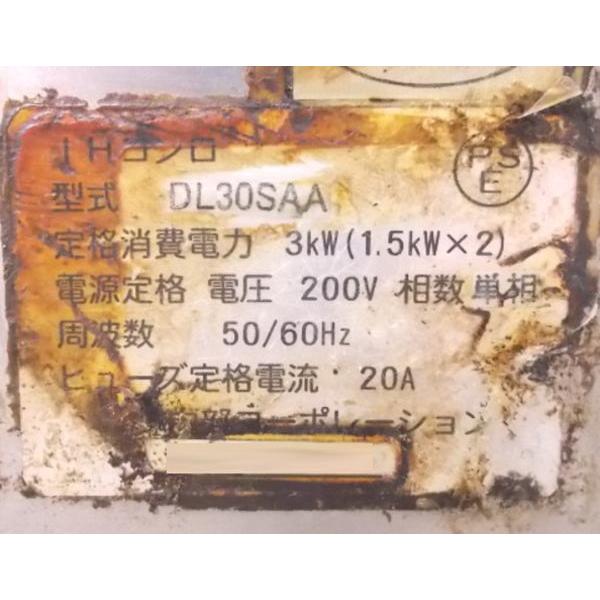 IHコンロ
PSE
型式 DL30SAA
定格消費電力 3kW(1.5kW×2)
電源定格 電圧 200V 相数 単相
周波数 50/60Hz
ヒューズ定格電流・20A
コーポレーション